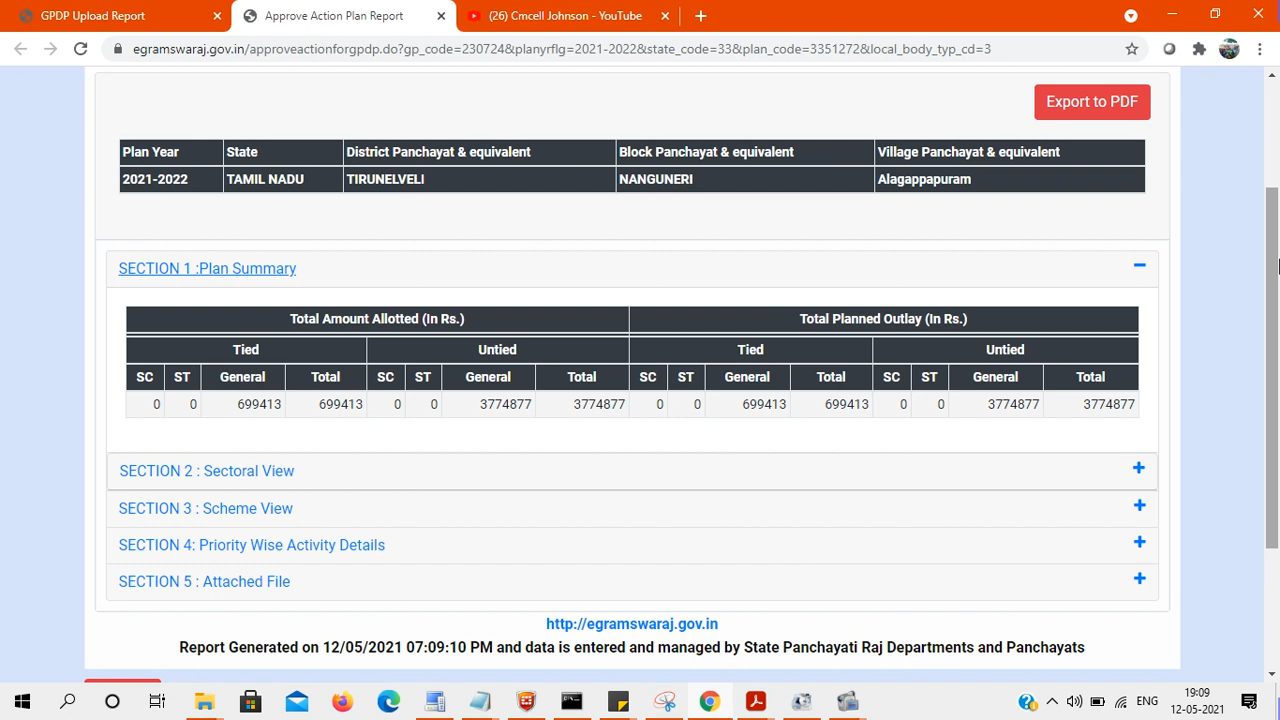 GPDP Upload Report
Approve Action Plan Report
(26) Cmcell Johnson - YouTube
egramswaraj.gov.in/approveactionforgpdp.do?gp_code=230724&planyrflg=2021-2022&state_code=33&plan_code=3351272&local_body_typ_cd=3
Export to PDF
Plan Year State District Panchayat & equivalent Block Panchayat & equivalent Village Panchayat & equivalent
2021-2022 TAMIL NADU TIRUNELVELI NANGUNERI Alagappapuram
SECTION 1 :Plan Summary
Total Amount Allotted (In Rs.) Total Planned Outlay (In Rs.)
Tied Untied Tied Untied
SC ST General Total SC ST General Total SC ST General Total SC ST General Total
0 0 699413 699413 0 0 3774877 3774877 0 0 699413 699413 0 0 3774877 3774877
SECTION 2 : Sectoral View
SECTION 3 : Scheme View
SECTION 4: Priority Wise Activity Details
SECTION 5 : Attached File
http://egramswaraj.gov.in
Report Generated on 12/05/2021 07:09:10 PM and data is entered and managed by State Panchayati Raj Departments and Panchayats
ENG
19:09
12-05-2021